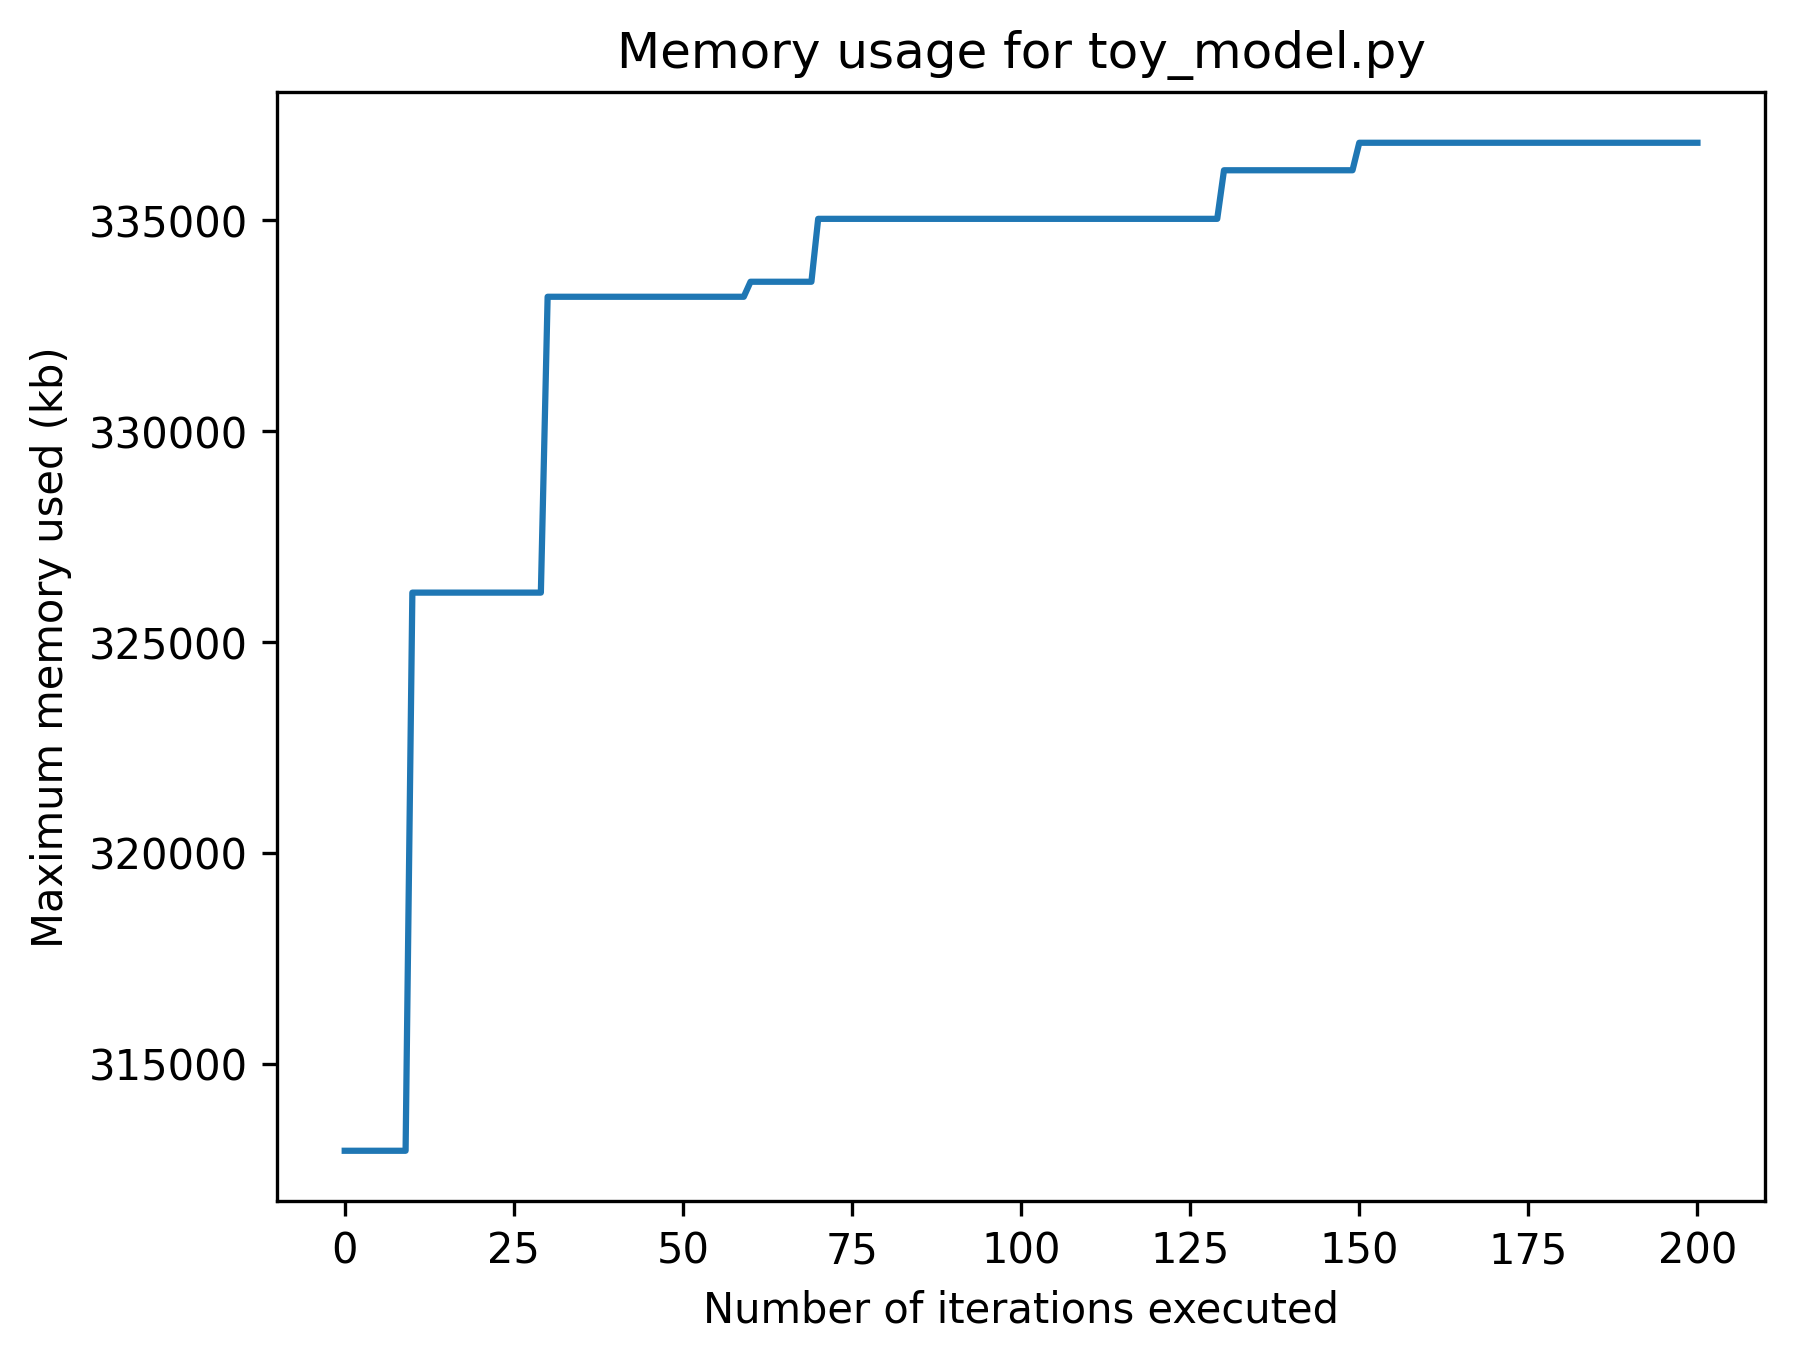 Memory usage for toy_model.py
Maximum memory used (kb)
335000
330000
325000
320000
315000
0 25 50 75 100 125 150 175 200
Number of iterations executed